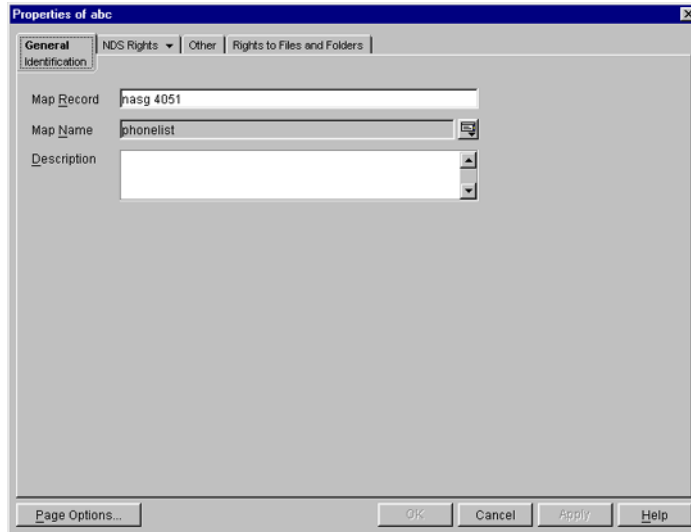 Properties of abc
General NDS Rights Other Rights to Files and Folders
Identification
Map Record nasg 4051
Map Name phonelist
Description
Page Options... OK Cancel Apply Help